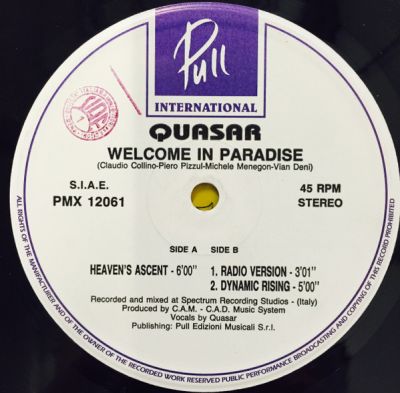 Pull
INTERNATIONAL
QUASAR
WELCOME IN PARADISE
(Claudio Collino-Piero Pizzul-Michele Menegon-Vian Deni)
S.I.A.E.
PMX 12061
45 RPM
STEREO
SIDE A
SIDE B
HEAVEN'S ASCENT - 6'00"
1. RADIO VERSION - 3'01"
2. DYNAMIC RISING - 5'00"
Recorded and mixed at Spectrum Recording Studios - (Italy)
Produced by C.A.M. - C.A.D. Music System
Vocals by Quasar
Publishing: Pull Edizioni Musicali S.r.l.
ALL RIGHTS OF THE MANUFACTURER AND OF THE OWNER OF THE RECORDED WORK RESERVED PUBLIC PERFORMANCE BROADCASTING AND COPYING OF THIS RECORD